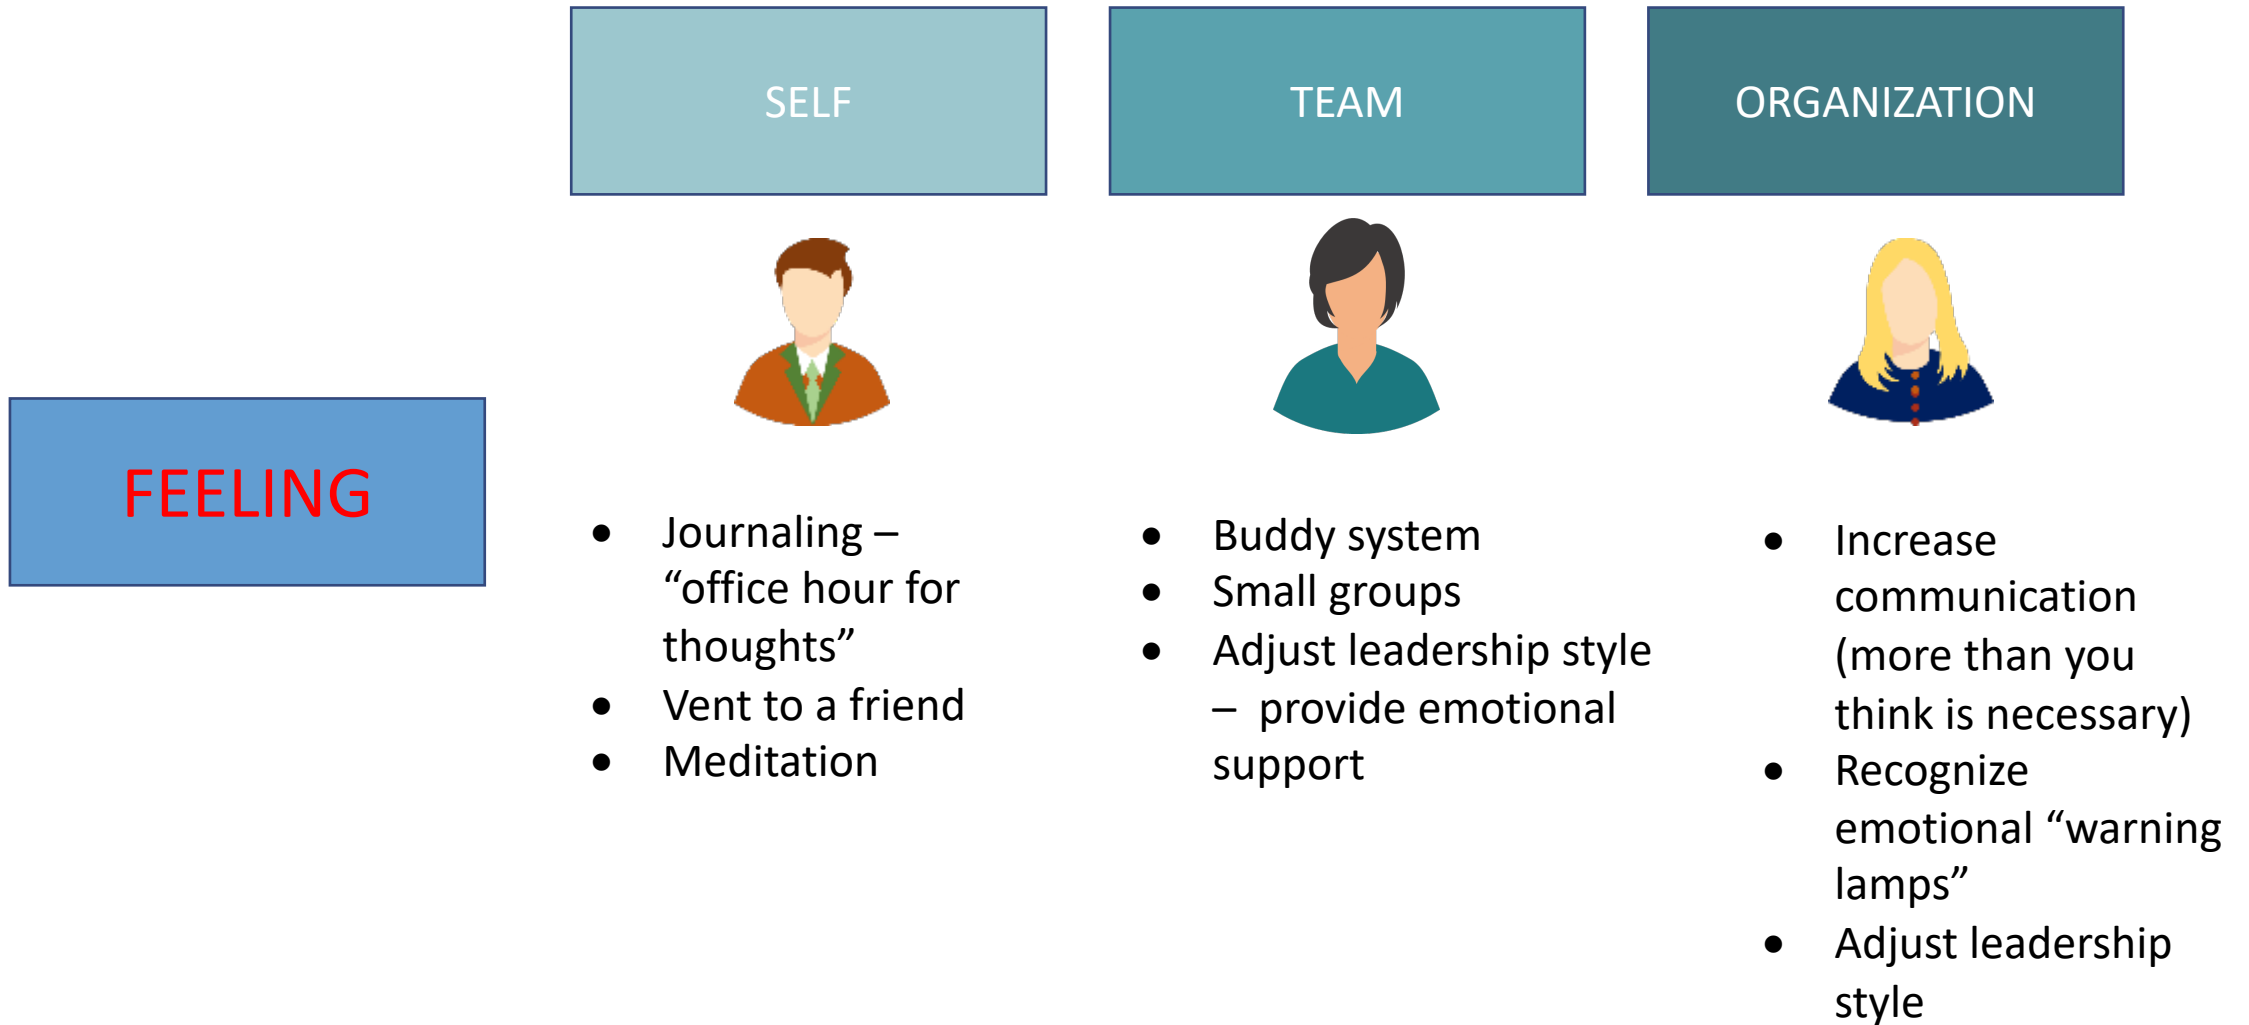 SELF
TEAM
ORGANIZATION
FEELING
• Journaling –
“office hour for
thoughts”
• Vent to a friend
• Meditation
• Buddy system
• Small groups
• Adjust leadership style
– provide emotional
support
• Increase
communication
(more than you
think is necessary)
• Recognize
emotional “warning
lamps”
• Adjust leadership
style